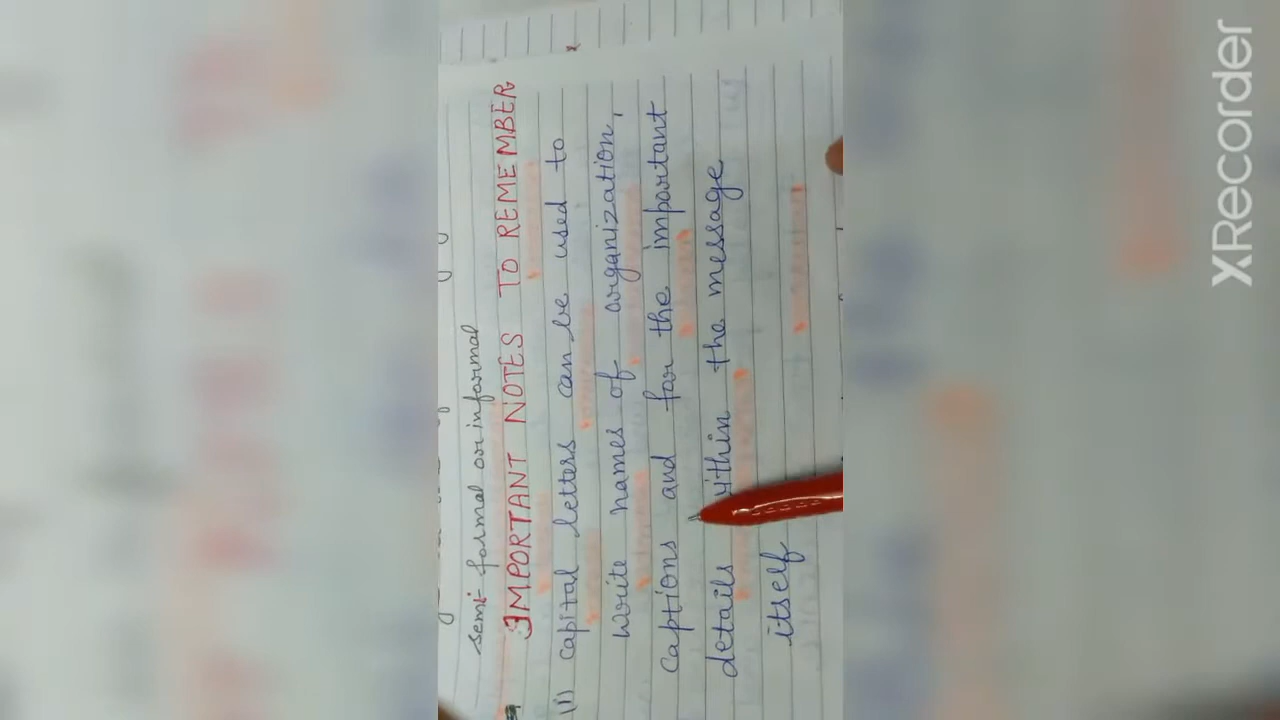 semi-formal or informal
IMPORTANT NOTES TO REMEMBER
(i) capital letters can be used to
write names of organization,
captions and for the important
details within the message
itself
XRecorder